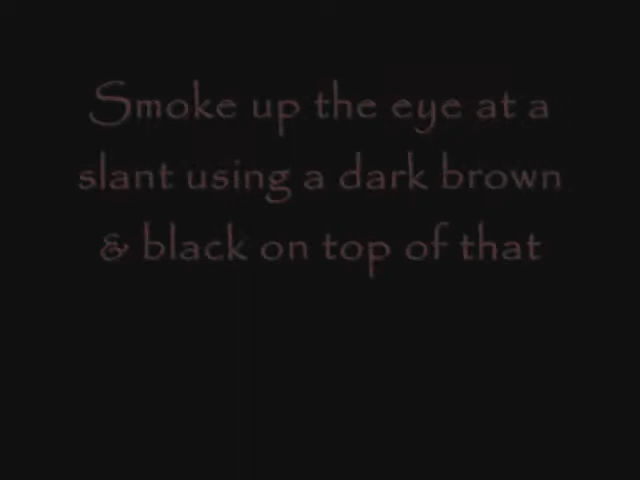 Smoke up the eye at a
slant using a dark brown
& black on top of that